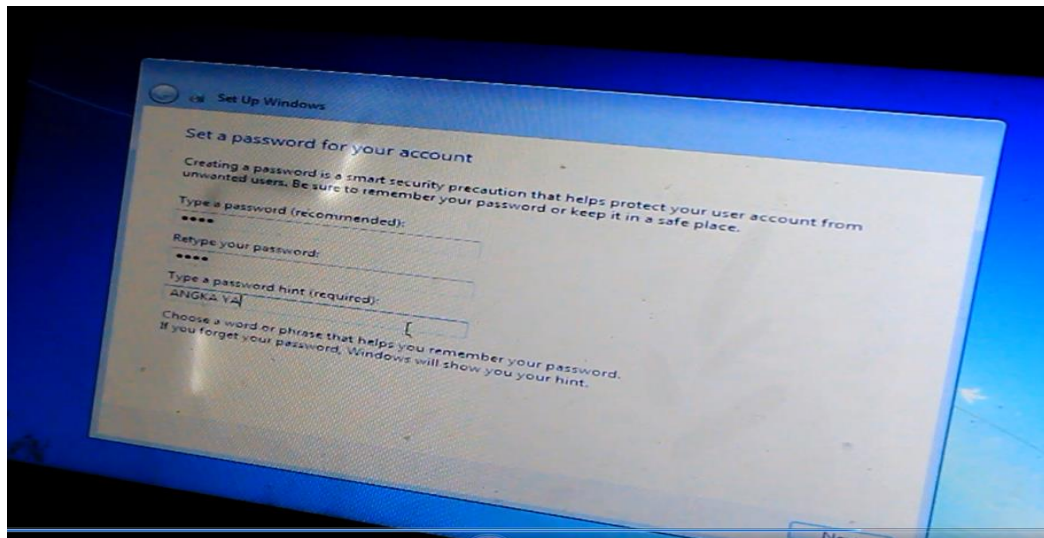 Set Up Windows
Set a password for your account
Creating a password is a smart security precaution that helps protect your user account from
unwanted users. Be sure to remember your password or keep it in a safe place.
Type a password (recommended):
••••
Retype your password:
••••
Type a password hint (required):
ANGKA YA
Choose a word or phrase that helps you remember your password.
If you forget your password, Windows will show you your hint.